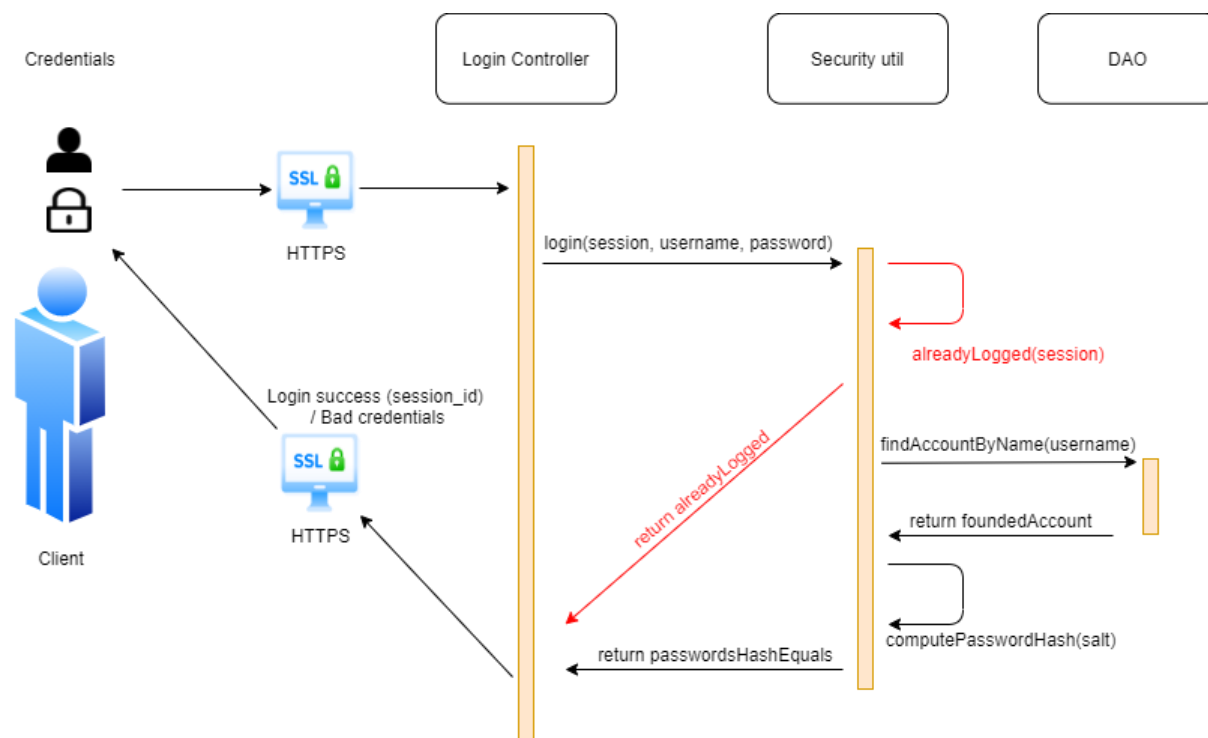 Credentials
Login Controller
Security util
DAO
SSL
HTTPS
login(session, username, password)
alreadyLogged(session)
Login success (session_id)
/ Bad credentials
SSL
HTTPS
return alreadyLogged
findAccountByName(username)
return foundedAccount
Client
computePasswordHash(salt)
return passwordsHashEquals